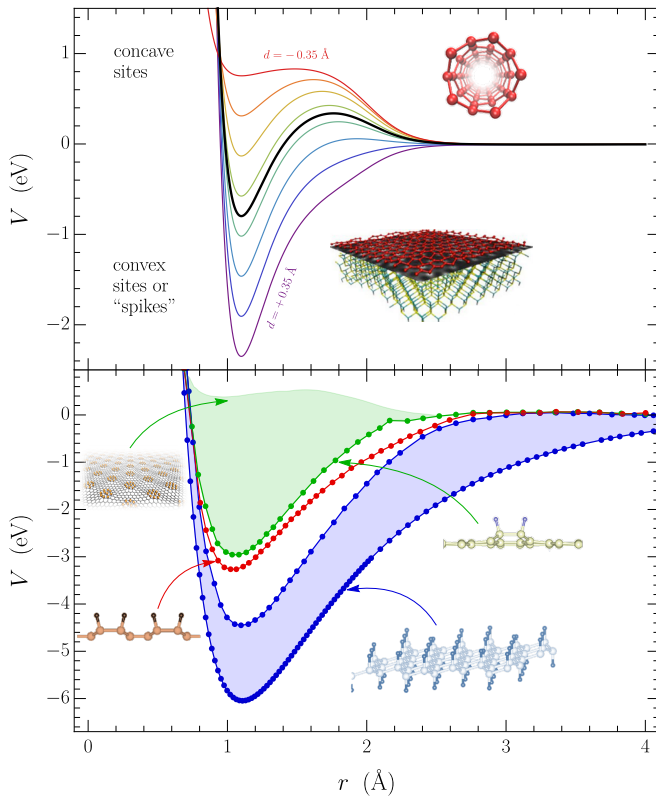 1
0
−1
−2
V (eV)
concave
sites
d = −0.35 Å
convex
sites or
“spikes”
d = +0.35 Å
0
−1
−2
−3
−4
−5
−6
V (eV)
0
1
2
3
4
r (Å)